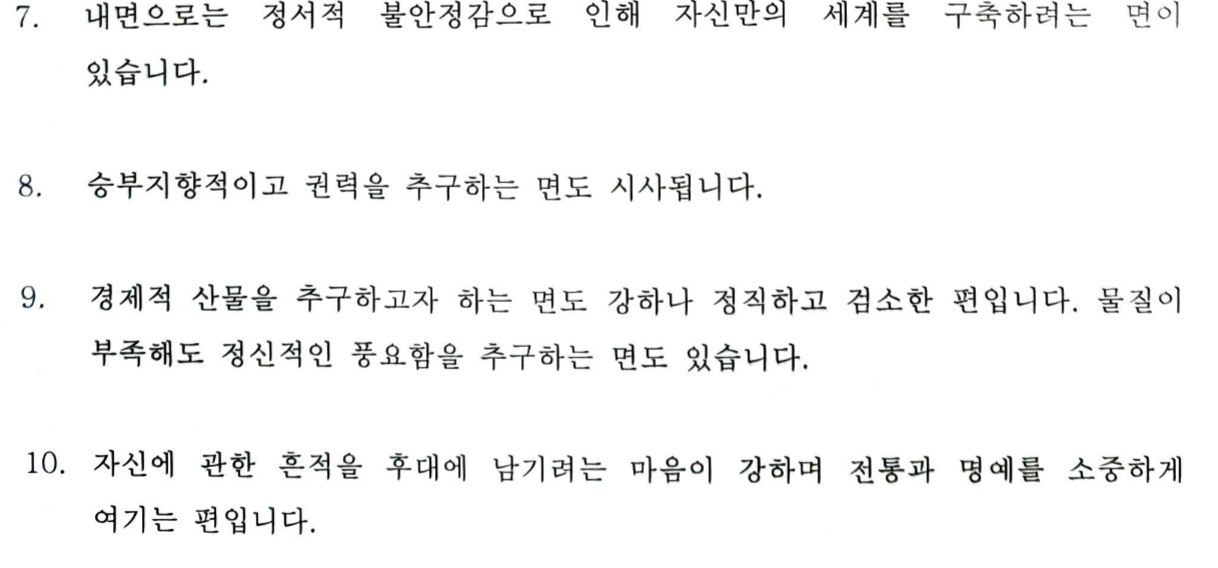 7. 내면으로는 정서적 불안정감으로 인해 자신만의 세계를 구축하려는 면이
있습니다.
8. 승부지향적이고 권력을 추구하는 면도 시사됩니다.
9. 경제적 산물을 추구하고자 하는 면도 강하나 정직하고 검소한 편입니다. 물질이
부족해도 정신적인 풍요함을 추구하는 면도 있습니다.
10. 자신에 관한 흔적을 후대에 남기려는 마음이 강하며 전통과 명예를 소중하게
여기는 편입니다.